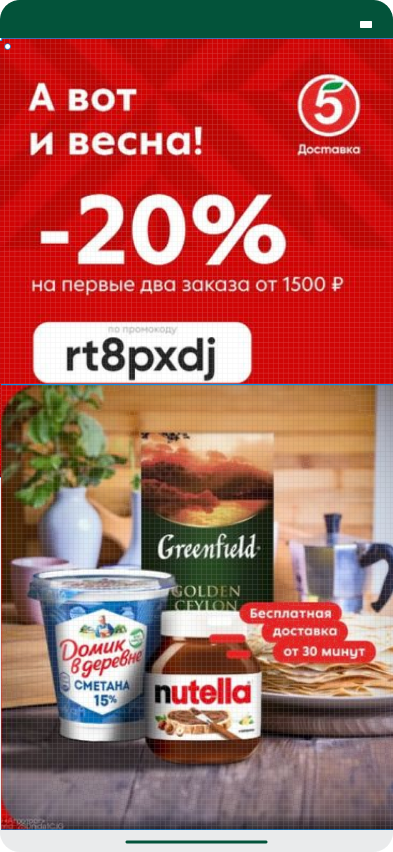 А вот
и весна!
5
Доставка
-20%
на первые два заказа от 1500 ₽
по промокоду
rt8pxdj
Greenfield
GOLDEN
CEYLON
Бесплатная
доставка
от 30 минут
Домик
в деревне
СМЕТАНА
15%
nutella